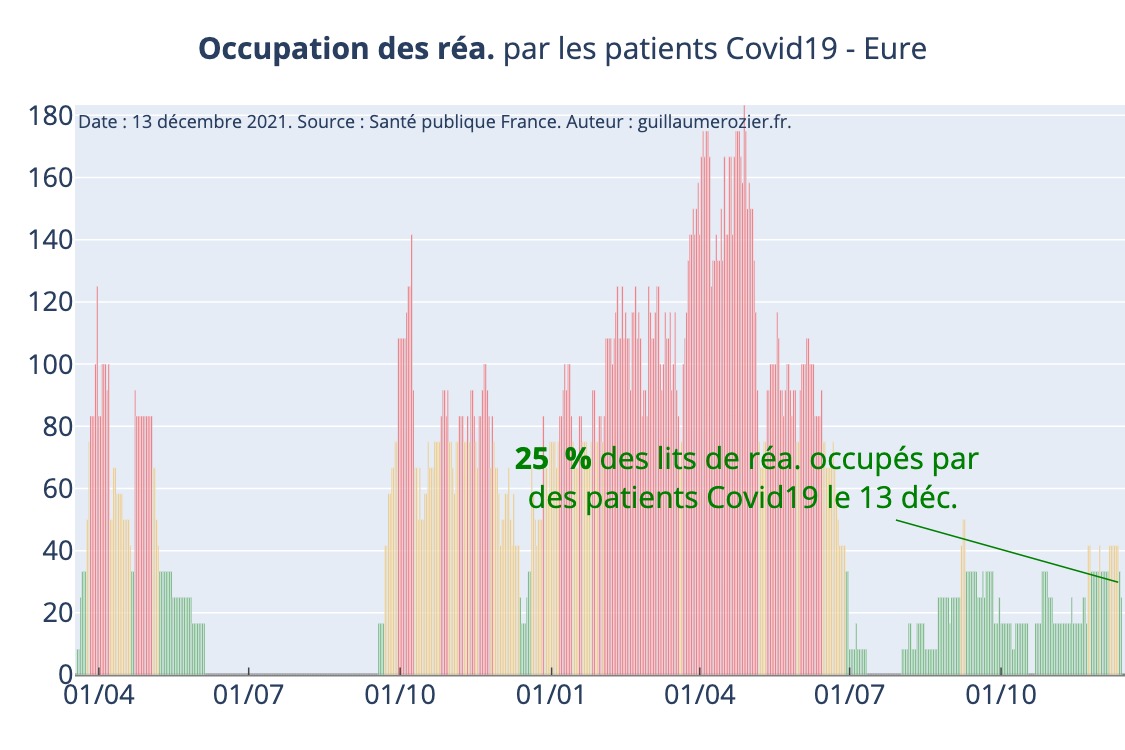 Occupation des réa. par les patients Covid19 - Eure
180
Date : 13 décembre 2021. Source : Santé publique France. Auteur : guillaumerozier.fr.
160
140
120
100
80
25 % des lits de réa. occupés par
60
des patients Covid19 le 13 déc.
40
20
0
01/04 01/07 01/10 01/01 01/04 01/07 01/10